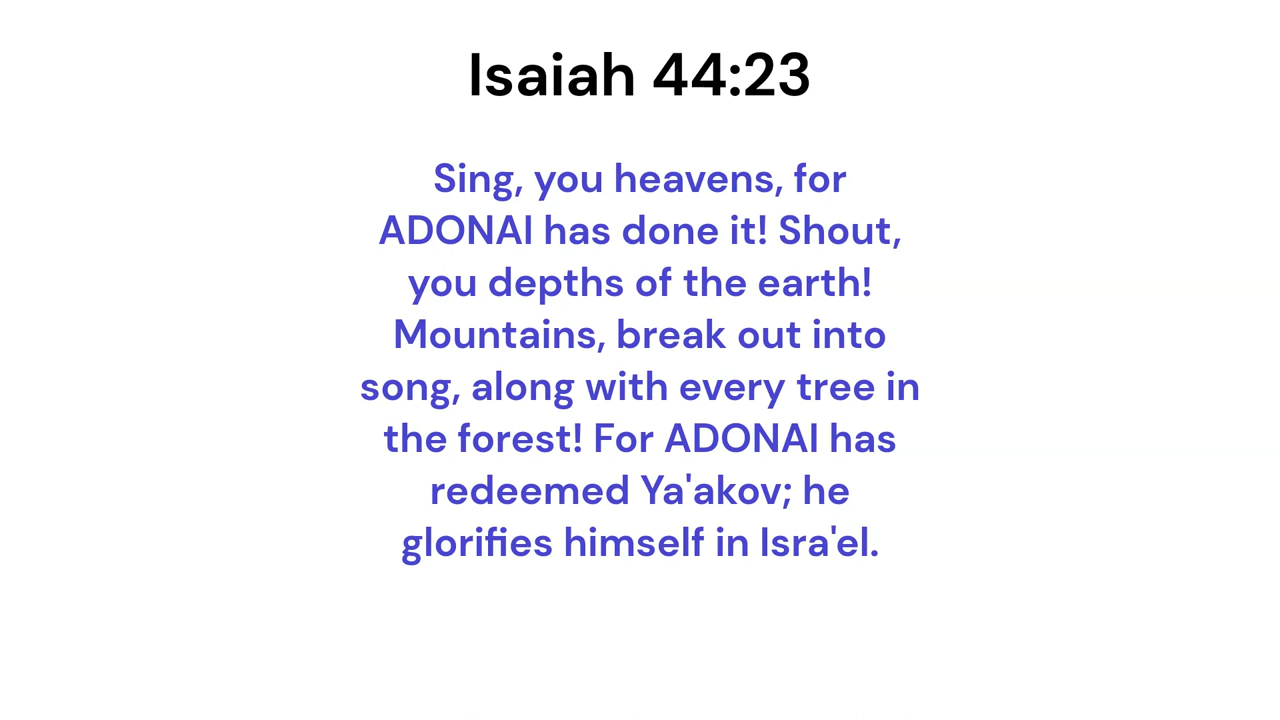 Isaiah 44:23
Sing, you heavens, for
ADONAI has done it! Shout,
you depths of the earth!
Mountains, break out into
song, along with every tree in
the forest! For ADONAI has
redeemed Ya'akov; he
glorifies himself in Isra'el.